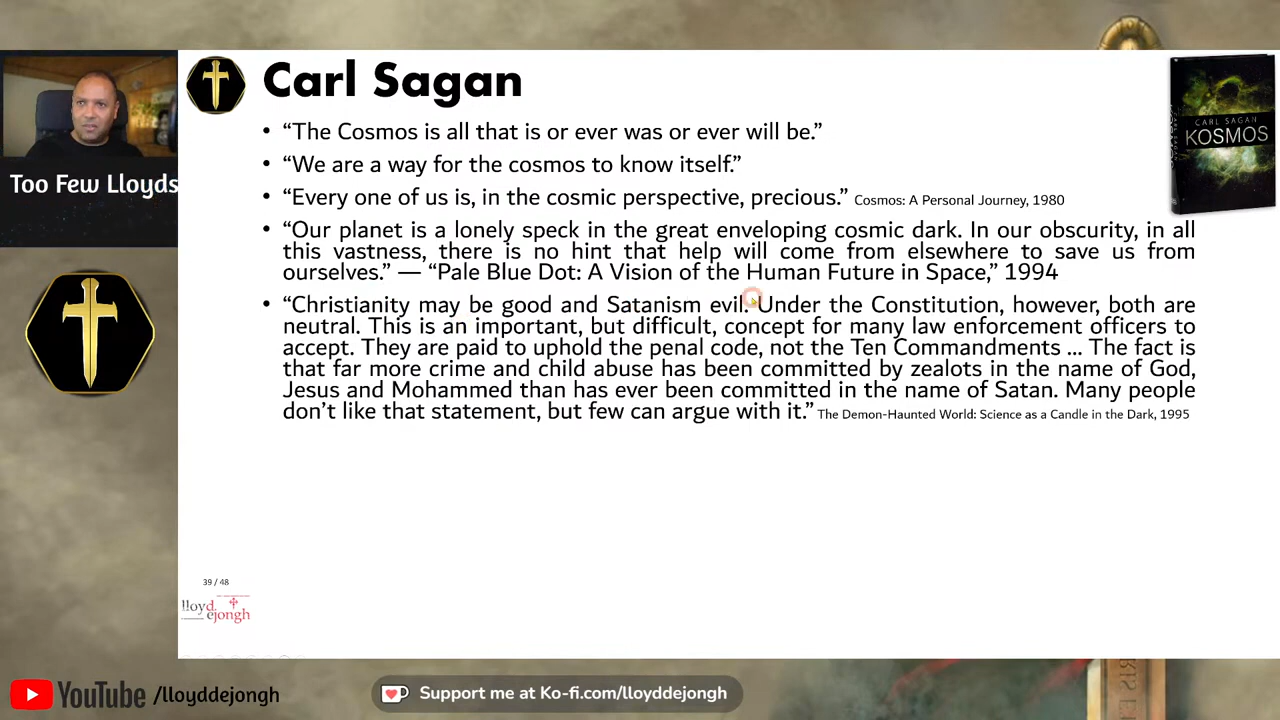 Carl Sagan
• “The Cosmos is all that is or ever was or ever will be.”
• “We are a way for the cosmos to know itself.”
• “Every one of us is, in the cosmic perspective, precious.” Cosmos: A Personal Journey, 1980
• “Our planet is a lonely speck in the great enveloping cosmic dark. In our obscurity, in all
this vastness, there is no hint that help will come from elsewhere to save us from
ourselves.” — “Pale Blue Dot: A Vision of the Human Future in Space,” 1994
• “Christianity may be good and Satanism evil. Under the Constitution, however, both are
neutral. This is an important, but difficult, concept for many law enforcement officers to
accept. They are paid to uphold the penal code, not the Ten Commandments ... The fact is
that far more crime and child abuse has been committed by zealots in the name of God,
Jesus and Mohammed than has ever been committed in the name of Satan. Many people
don’t like that statement, but few can argue with it.” The Demon-Haunted World: Science as a Candle in the Dark, 1995
CARL SAGAN
KOSMOS
Too Few Lloyds
39 / 48
lloyd
ejongh
YouTube /lloyddejongh
Support me at Ko-fi.com/lloyddejongh